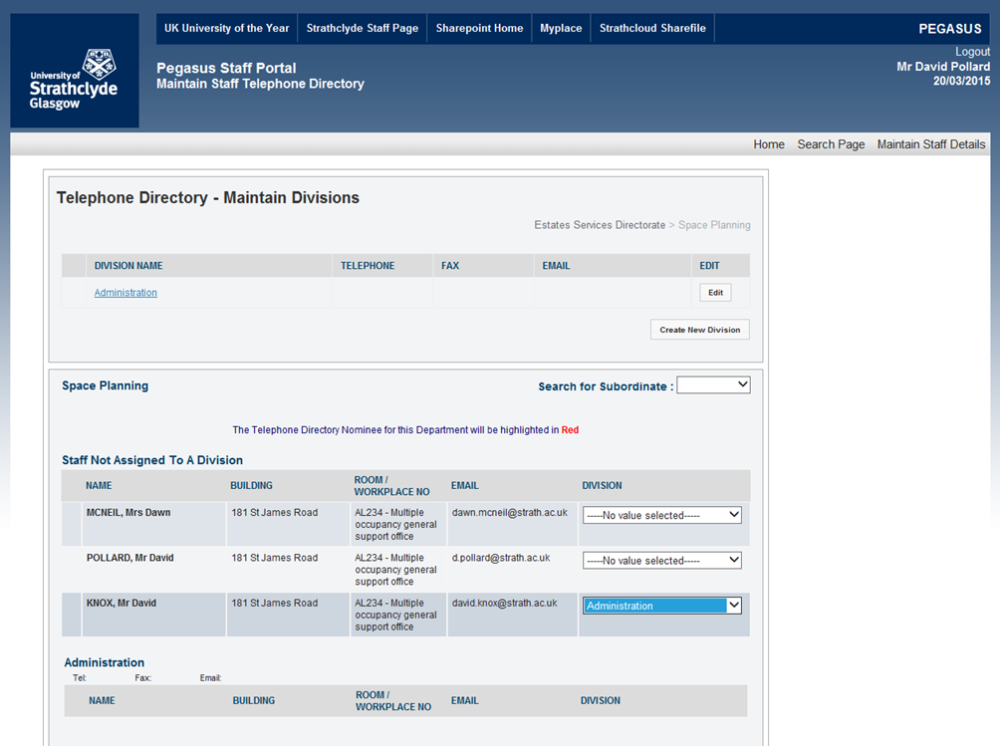 UK University of the Year
Strathclyde Staff Page
Sharepoint Home
Myplace
Strathcloud Sharefile
PEGASUS
University of
Strathclyde
Glasgow
Pegasus Staff Portal
Maintain Staff Telephone Directory
Logout
Mr David Pollard
20/03/2015
Home
Search Page
Maintain Staff Details
Telephone Directory - Maintain Divisions
Estates Services Directorate > Space Planning
DIVISION NAME
TELEPHONE
FAX
EMAIL
EDIT
Administration
Edit
Create New Division
Space Planning
Search for Subordinate :
The Telephone Directory Nominee for this Department will be highlighted in Red
Staff Not Assigned To A Division
NAME
BUILDING
ROOM /
WORKPLACE NO
EMAIL
DIVISION
MCNEIL, Mrs Dawn
181 St James Road
AL234 - Multiple
occupancy general
support office
dawn.mcneil@strath.ac.uk
-----No value selected-----
POLLARD, Mr David
181 St James Road
AL234 - Multiple
occupancy general
support office
d.pollard@strath.ac.uk
-----No value selected-----
KNOX, Mr David
181 St James Road
AL234 - Multiple
occupancy general
support office
david.knox@strath.ac.uk
Administration
Administration
Tel:
Fax:
Email:
NAME
BUILDING
ROOM /
WORKPLACE NO
EMAIL
DIVISION